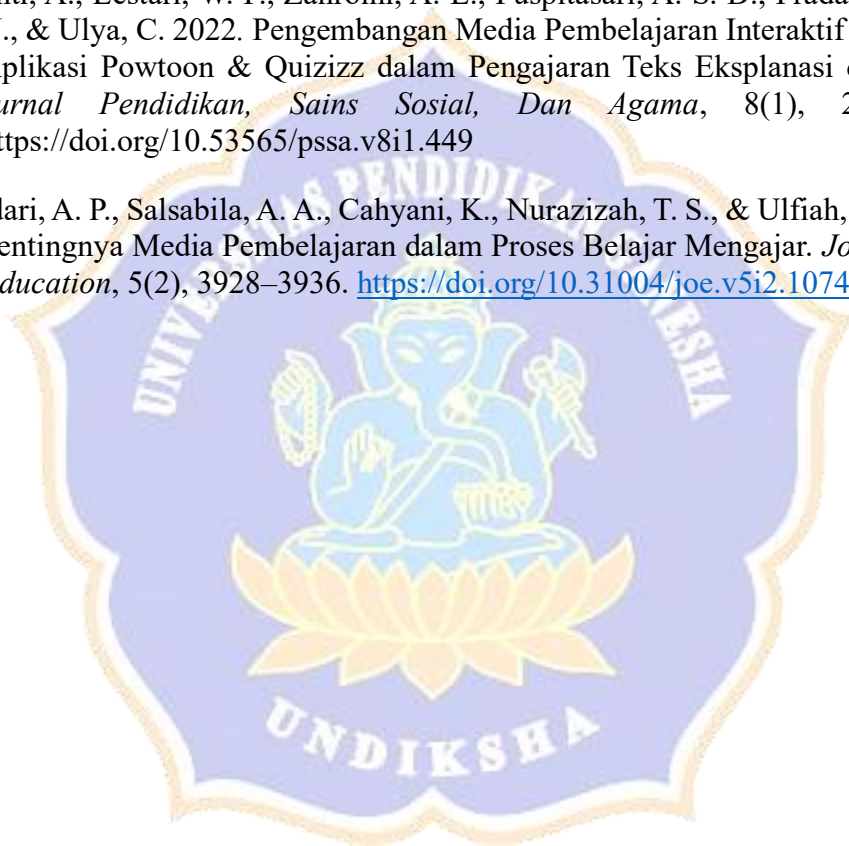 A., Lestari, W. P., Zahromi, A. E., Puspitasari, A. S. D.,
& Ulya, C. 2022. Pengembangan Media Pembelajaran Interaktif
plikasi Powtoon & Quizizz dalam Pengajaran Teks Eksplanasi
urnal Pendidikan, Sains Sosial, Dan Agama, 8(1), 2
ttps://doi.org/10.53565/pssa.v8i1.449
dari, A. P., Salsabila, A. A., Cahyani, K., Nurazizah, T. S., & Ulfiah,
entingnya Media Pembelajaran dalam Proses Belajar Mengajar. Jo
ducation, 5(2), 3928–3936. https://doi.org/10.31004/joe.v5i2.1074
UNIVERSITAS PENDIDIKAN GANESHA
UNDIKSHA